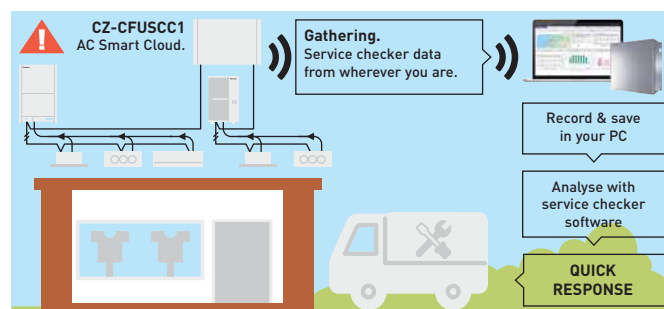 CZ-CFUSCC1
AC Smart Cloud.
Gathering.
Service checker data
from wherever you are.
Record & save
in your PC
Analyse with
service checker
software
QUICK
RESPONSE